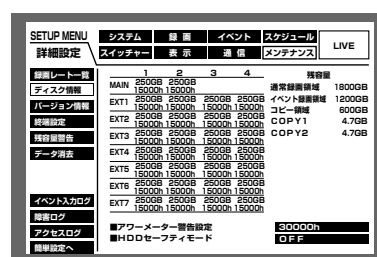 SETUP MENU
詳細設定
システム 録画 イベント スケジュール
スイッチャー 表示 通信 メンテナンス
LIVE
録画レート一覧
ディスク情報
バージョン情報
終端設定
残容量警告
データ消去
イベント入力ログ
障害ログ
アクセスログ
簡単設定へ
1 2 3 4
MAIN 250GB 250GB
15000h 15000h
EXT1 250GB 250GB 250GB 250GB
15000h 15000h 15000h 15000h
EXT2 250GB 250GB 250GB 250GB
15000h 15000h 15000h 15000h
EXT3 250GB 250GB 250GB 250GB
15000h 15000h 15000h 15000h
EXT4 250GB 250GB 250GB 250GB
15000h 15000h 15000h 15000h
EXT5 250GB 250GB 250GB 250GB
15000h 15000h 15000h 15000h
EXT6 250GB 250GB 250GB 250GB
15000h 15000h 15000h 15000h
EXT7 250GB 250GB 250GB 250GB
15000h 15000h 15000h 15000h
残容量
通常録画領域 1800GB
イベント録画領域 1200GB
コピー領域 600GB
COPY1 4.7GB
COPY2 4.7GB
■アワーメーター警告設定 30000h
■HDDセーフティモード OFF